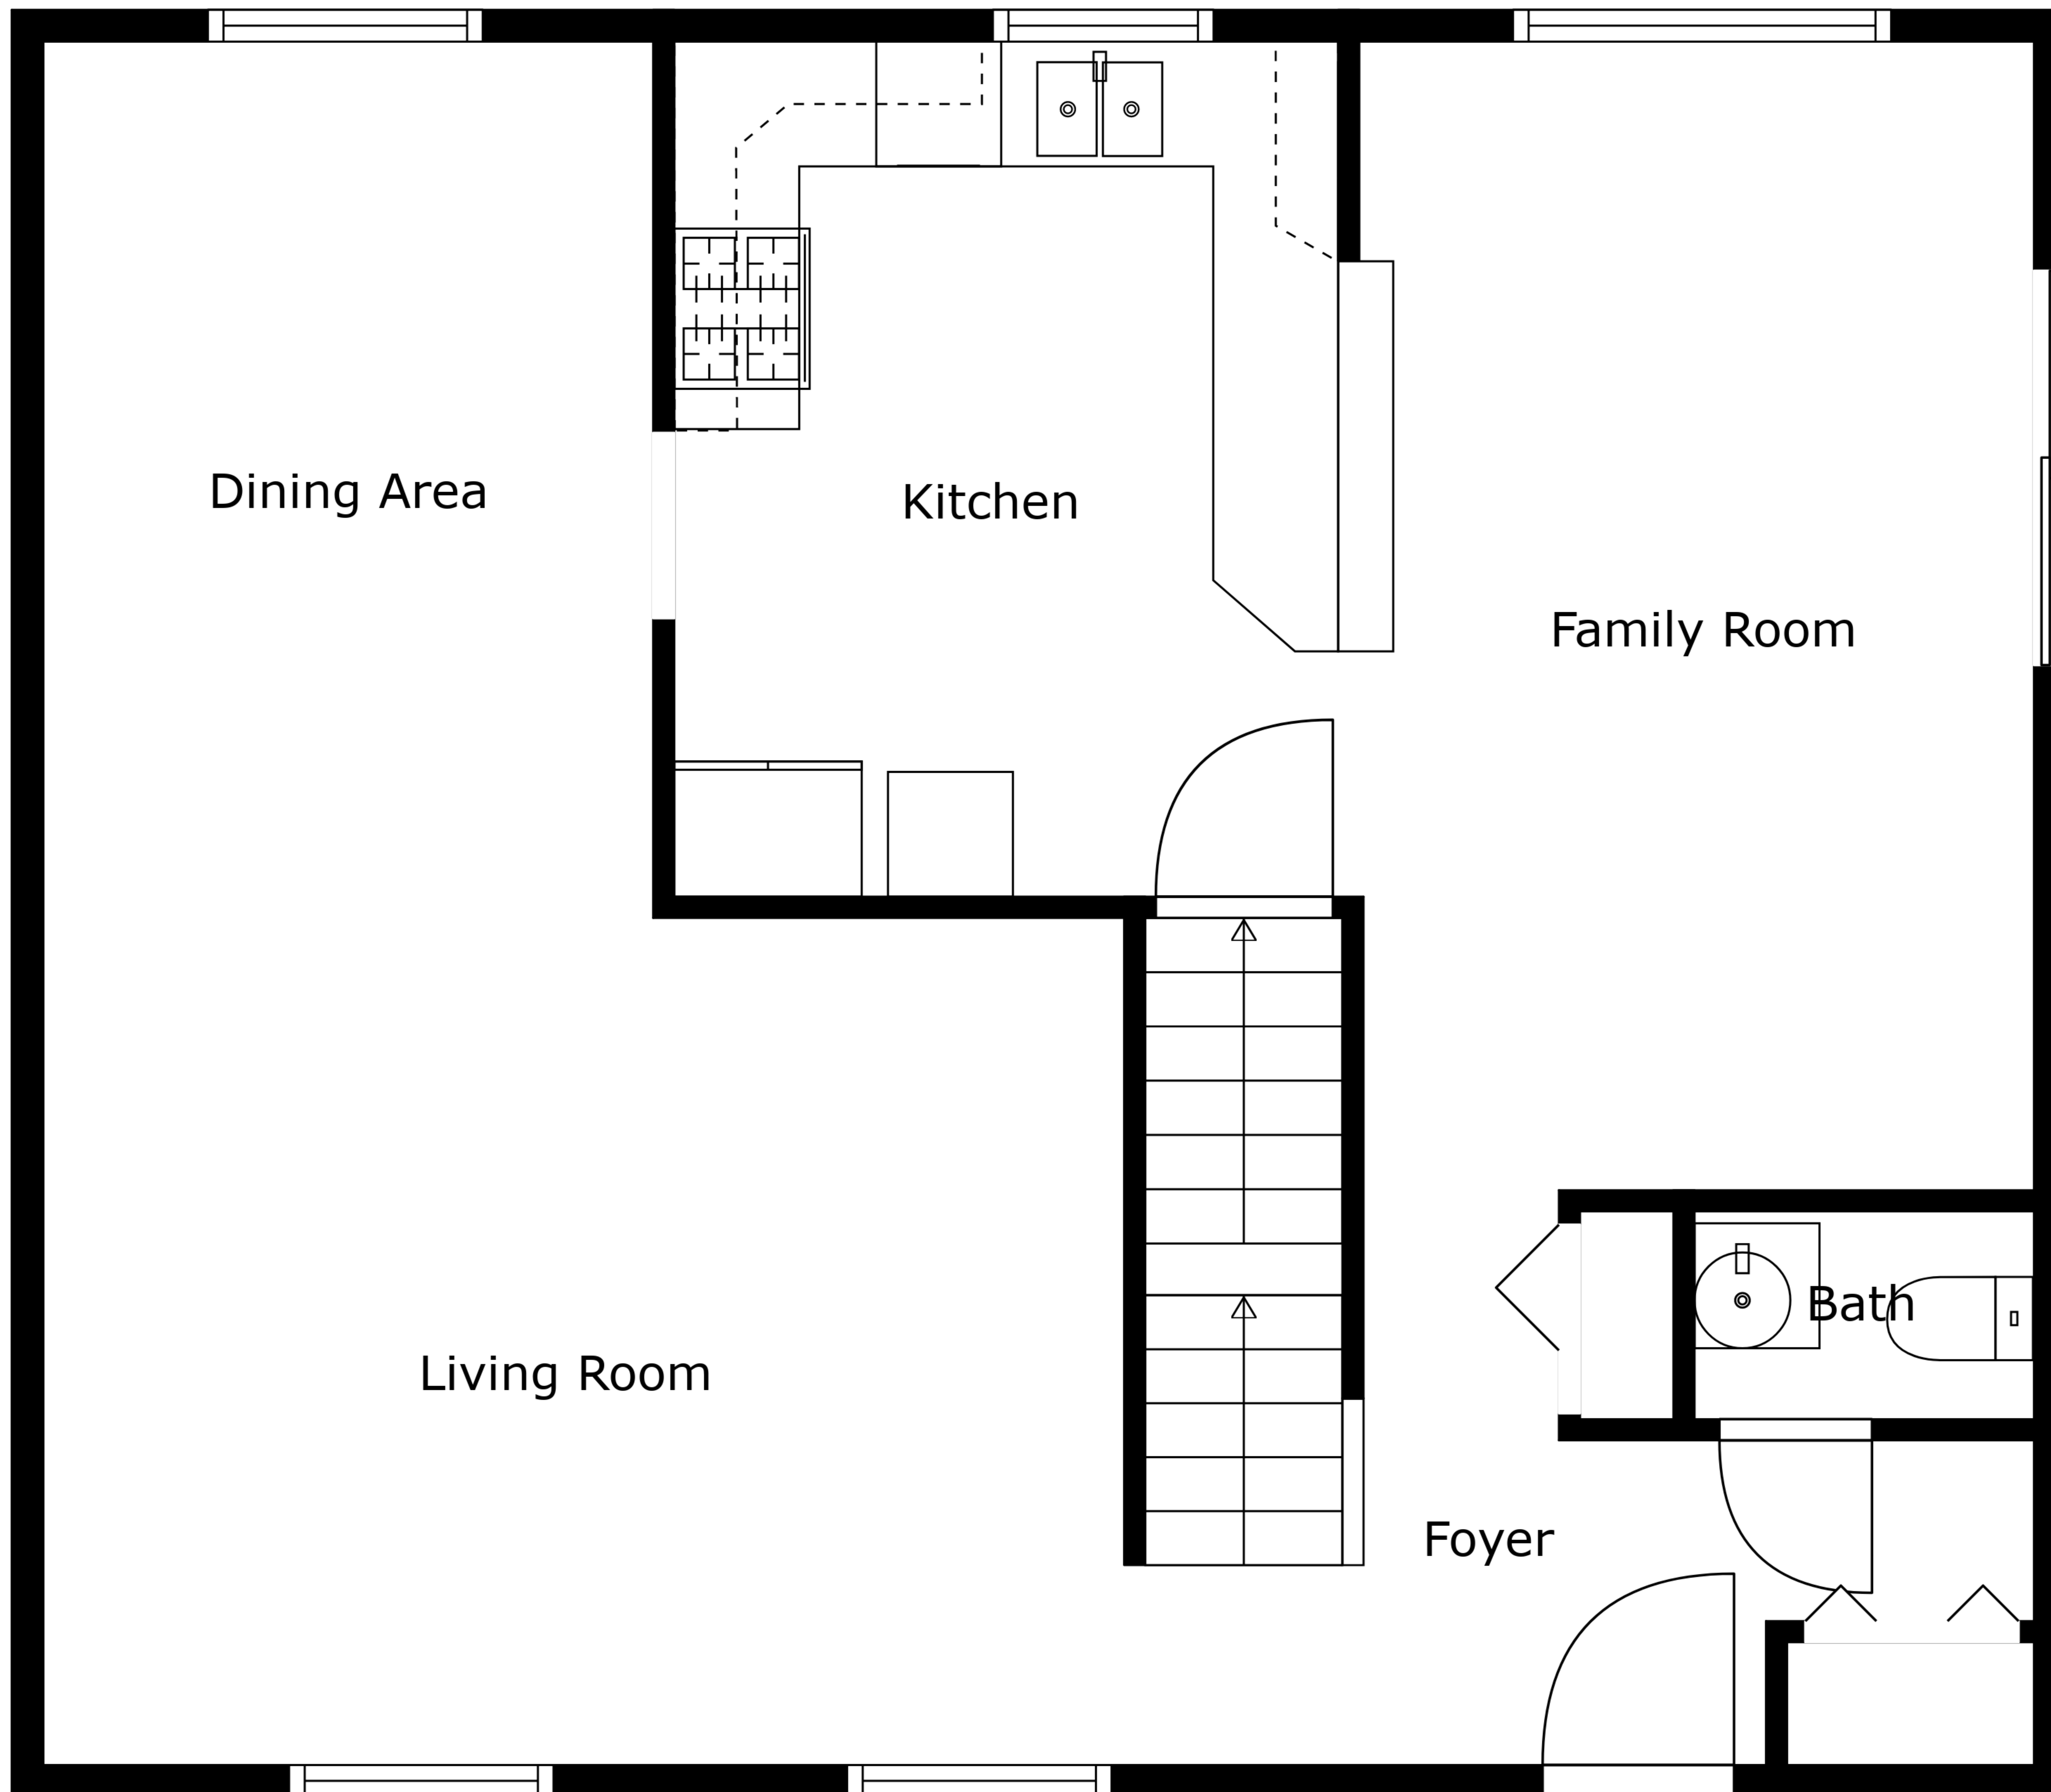 Dining Area
Kitchen
Family Room
Bath
Living Room
Foyer